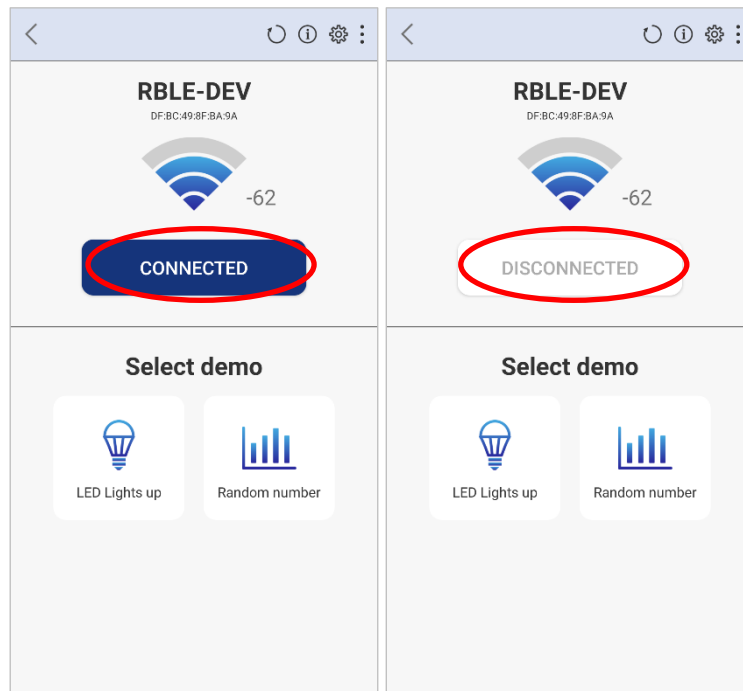 RBLE-DEV
DF:BC:49:8F:BA:9A
-62
CONNECTED
Select demo
LED Lights up
Random number
RBLE-DEV
DF:BC:49:8F:BA:9A
-62
DISCONNECTED
Select demo
LED Lights up
Random number